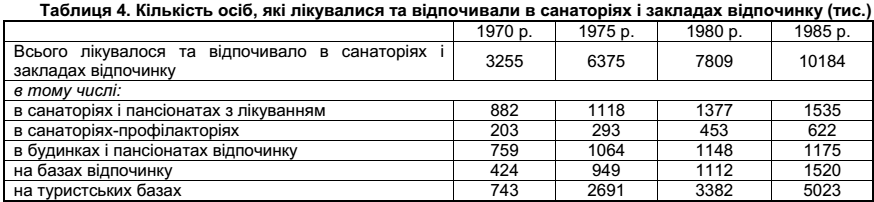 Таблиця 4. Кількість осіб, які лікувалися та відпочивали в санаторіях і закладах відпочинку (тис.)
1970 р. 1975 р. 1980 р. 1985 р.
Всього лікувалося та відпочивало в санаторіях і
закладах відпочинку 3255 6375 7809 10184
в тому числі:
в санаторіях і пансіонатах з лікуванням 882 1118 1377 1535
в санаторіях-профілакторіях 203 293 453 622
в будинках і пансіонатах відпочинку 759 1064 1148 1175
на базах відпочинку 424 949 1112 1520
на туристських базах 743 2691 3382 5023